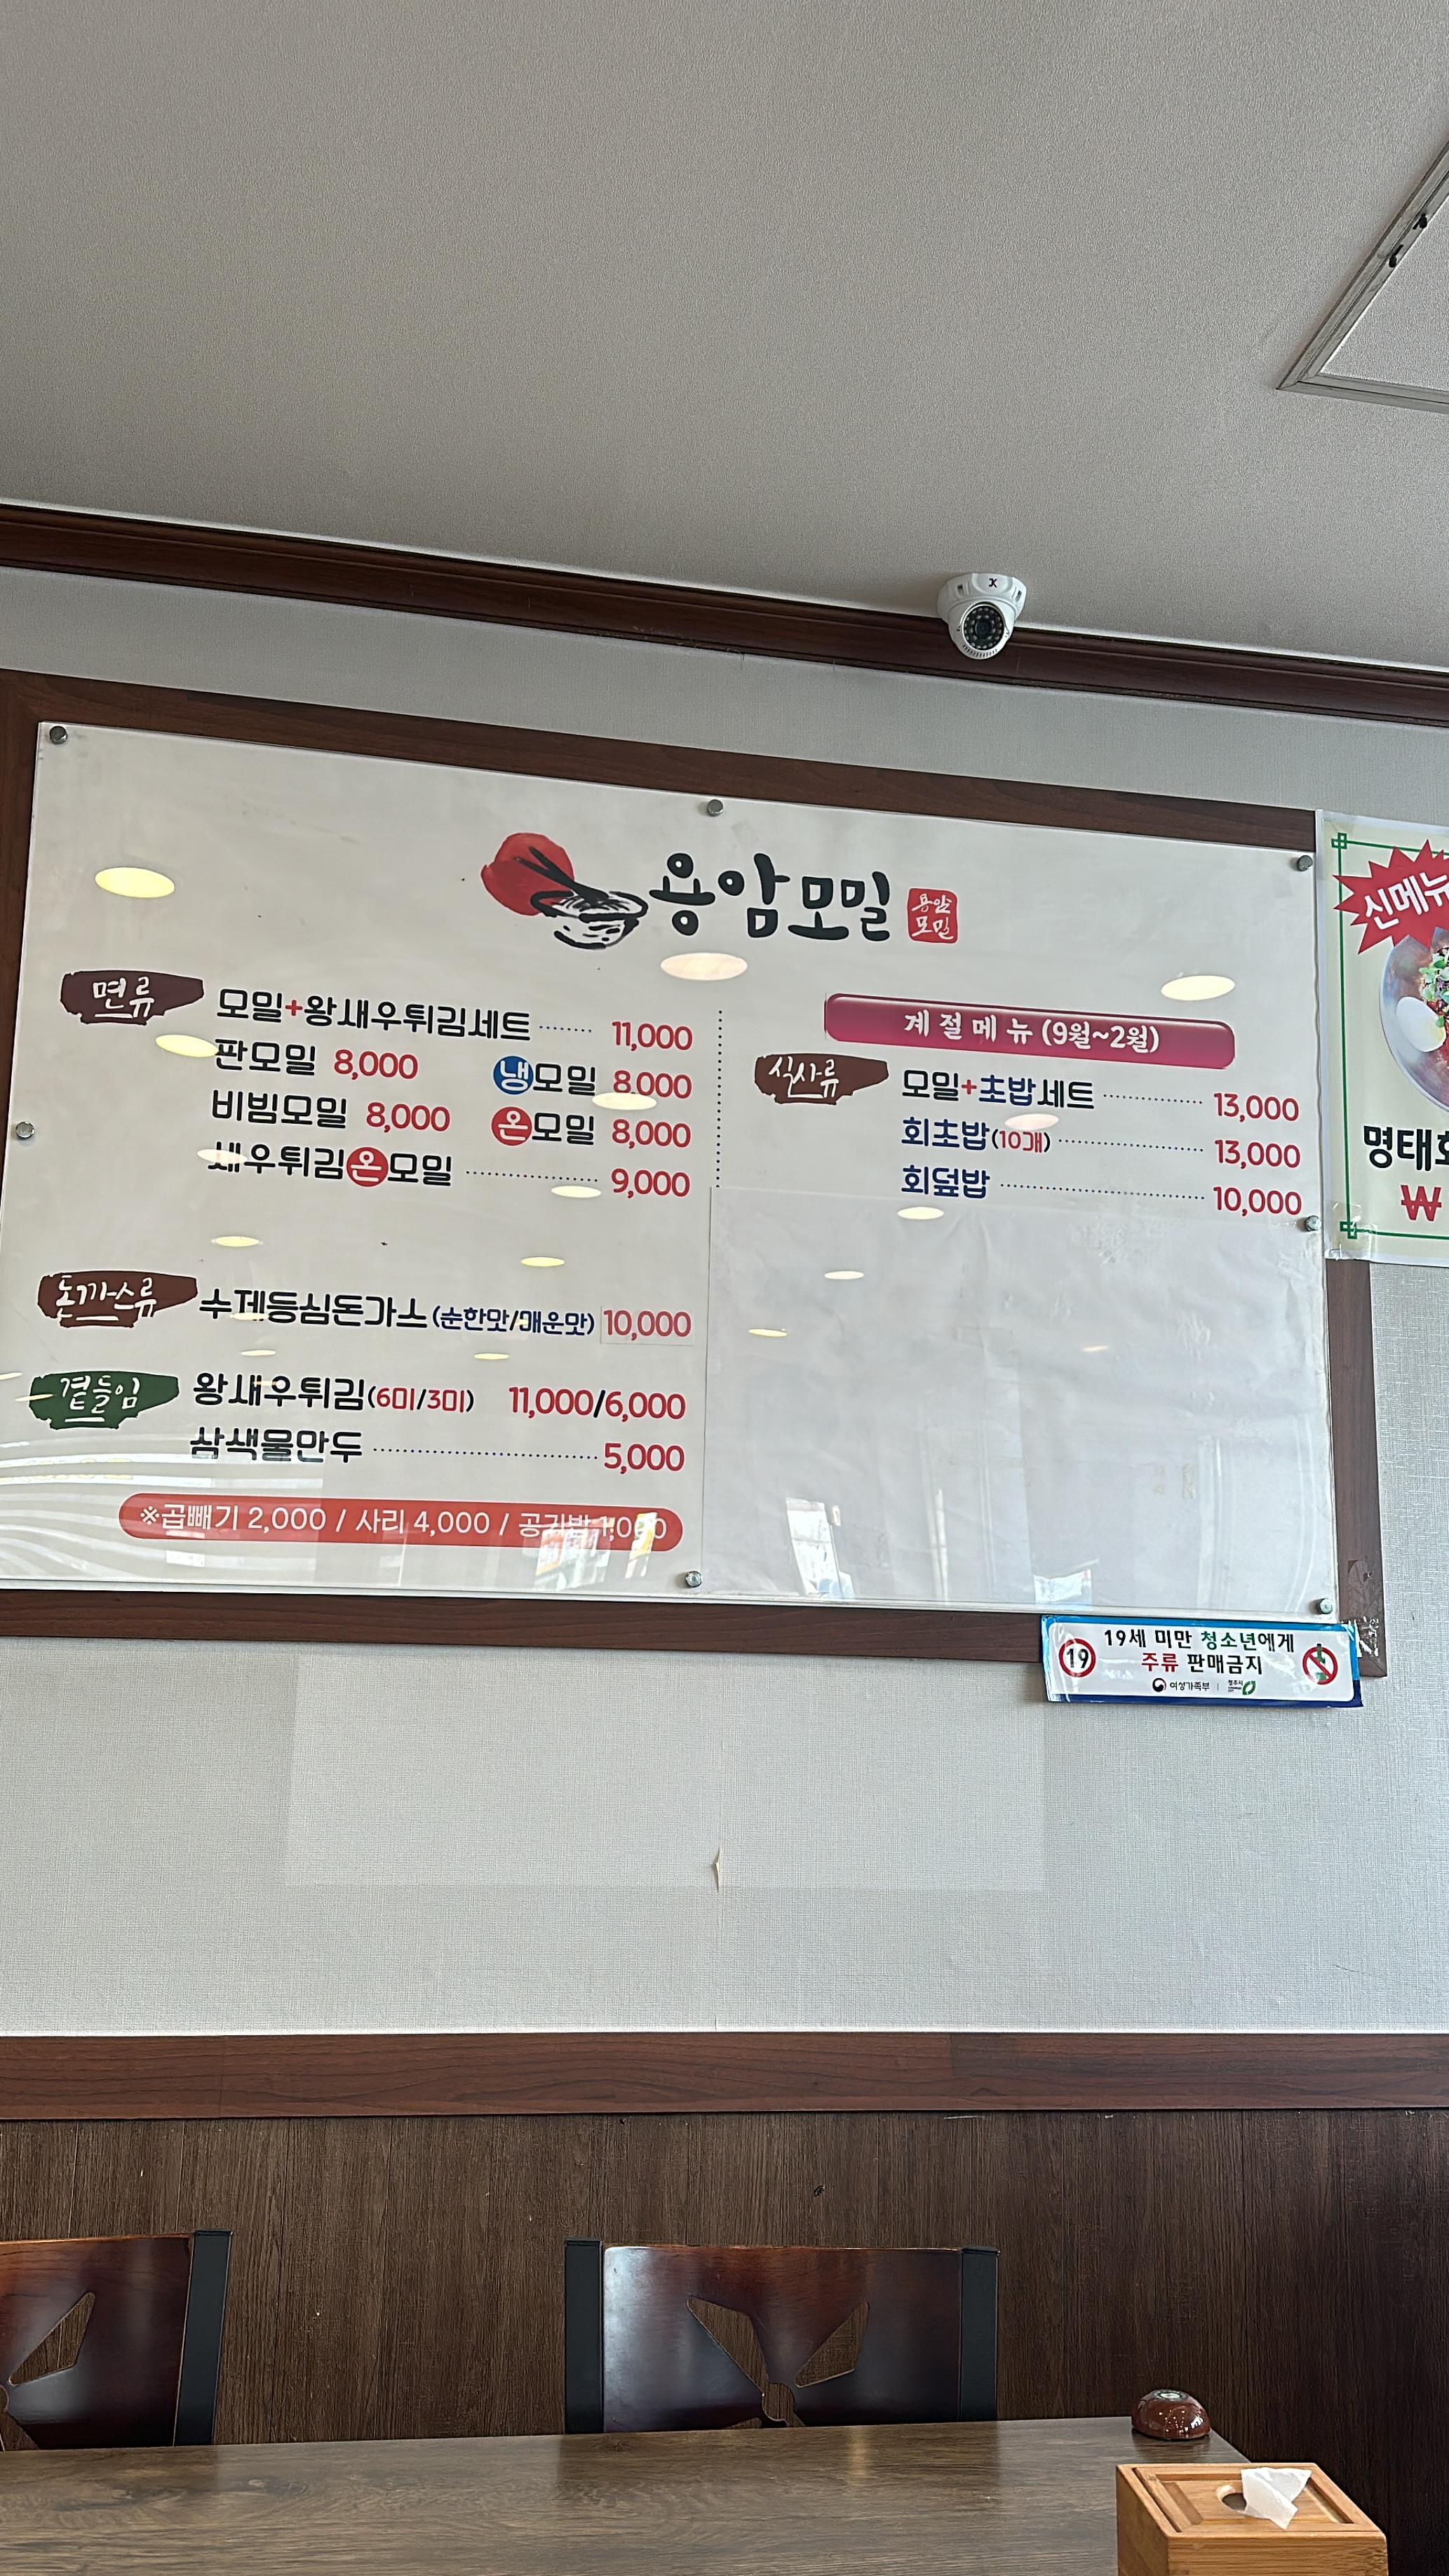 용암모밀
용암
모밀
면류
모밀+왕새우튀김세트 11,000
판모밀 8,000 냉모밀 8,000
비빔모밀 8,000 온모밀 8,000
새우튀김온모밀 9,000
돈까스류
수제등심돈가스(순한맛/매운맛) 10,000
곁들임
왕새우튀김(6미/3미) 11,000/6,000
삼색물만두 5,000
※곱빼기 2,000 / 사리 4,000 / 공기밥 1,000
계절메뉴 (9월~2월)
식사류
모밀+초밥세트 13,000
회초밥(10개) 13,000
회덮밥 10,000
신메뉴
명태회
₩
19
19세 미만 청소년에게
주류 판매금지
여성가족부 | 청주시